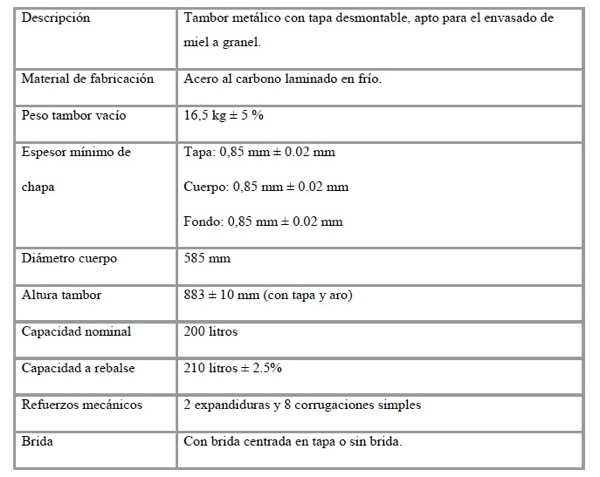 Descripción
Tambor metálico con tapa desmontable, apto para el envasado de
miel a granel.
Material de fabricación
Acero al carbono laminado en frío.
Peso tambor vacío
16,5 kg ± 5 %
Espesor mínimo de
chapa
Tapa: 0,85 mm ± 0.02 mm
Cuerpo: 0,85 mm ± 0.02 mm
Fondo: 0,85 mm ± 0.02 mm
Diámetro cuerpo
585 mm
Altura tambor
883 ± 10 mm (con tapa y aro)
Capacidad nominal
200 litros
Capacidad a rebalse
210 litros ± 2.5%
Refuerzos mecánicos
2 expandiduras y 8 corrugaciones simples
Brida
Con brida centrada en tapa o sin brida.